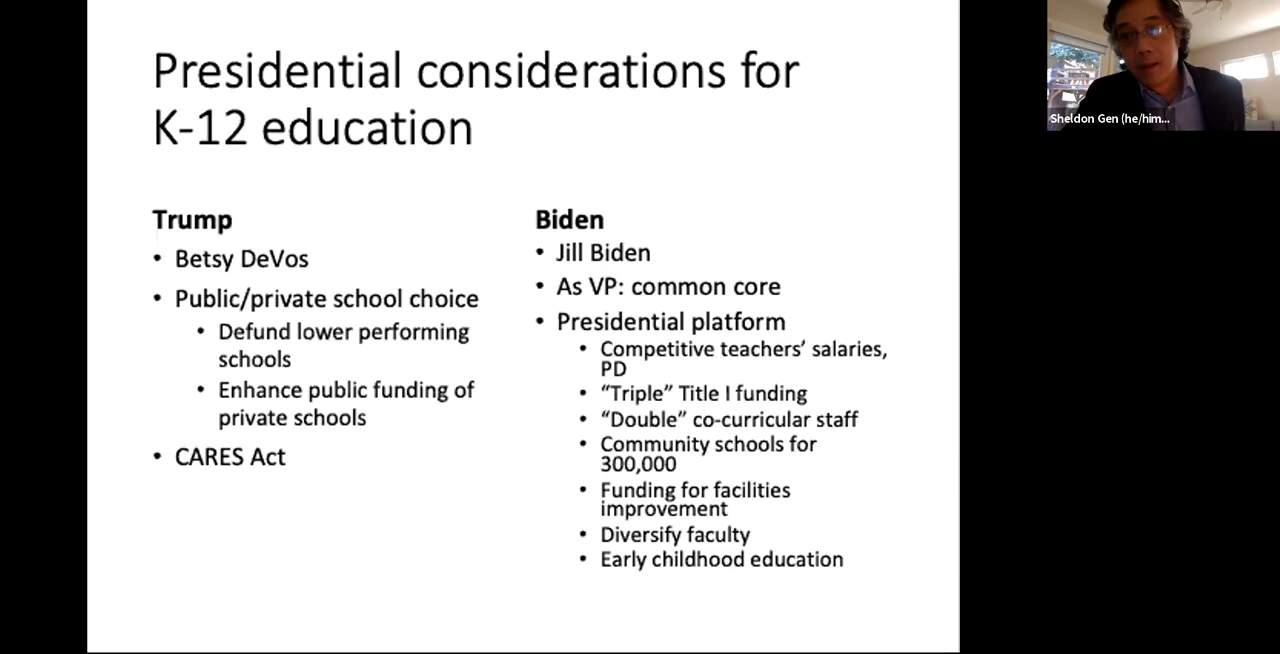 Presidential considerations for
K-12 education
Trump
• Betsy DeVos
• Public/private school choice
• Defund lower performing
schools
• Enhance public funding of
private schools
• CARES Act
Biden
• Jill Biden
• As VP: common core
• Presidential platform
• Competitive teachers’ salaries,
PD
• “Triple” Title I funding
• “Double” co-curricular staff
• Community schools for
300,000
• Funding for facilities
improvement
• Diversify faculty
• Early childhood education
Sheldon Gen (he/him...